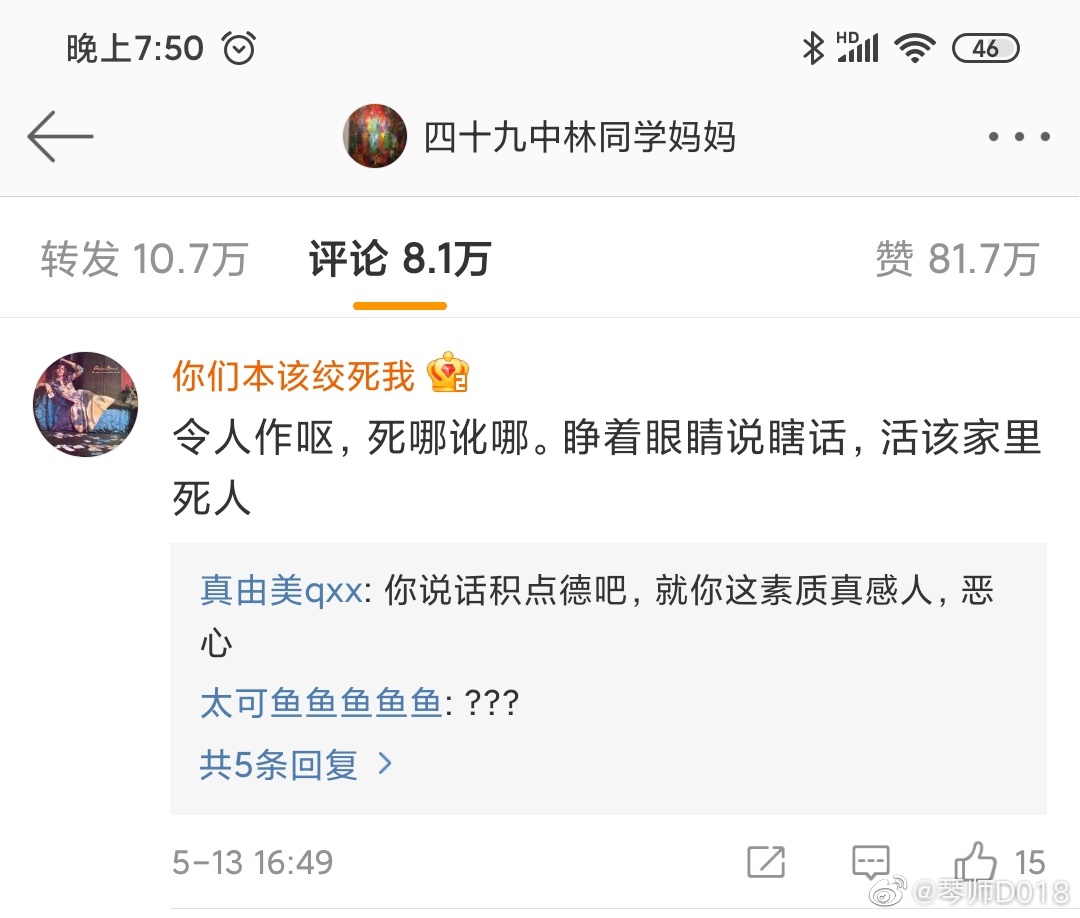 晚上7:50
HD
46
四十九中林同学妈妈
转发 10.7万
评论 8.1万
赞 81.7万
你们本该绞死我
2
令人作呕，死哪讹哪。睁着眼睛说瞎话，活该家里
死人
真由美qxx: 你说话积点德吧，就你这素质真感人，恶
心
太可鱼鱼鱼鱼鱼: ???
共5条回复 >
5-13 16:49
15
@琴师D018